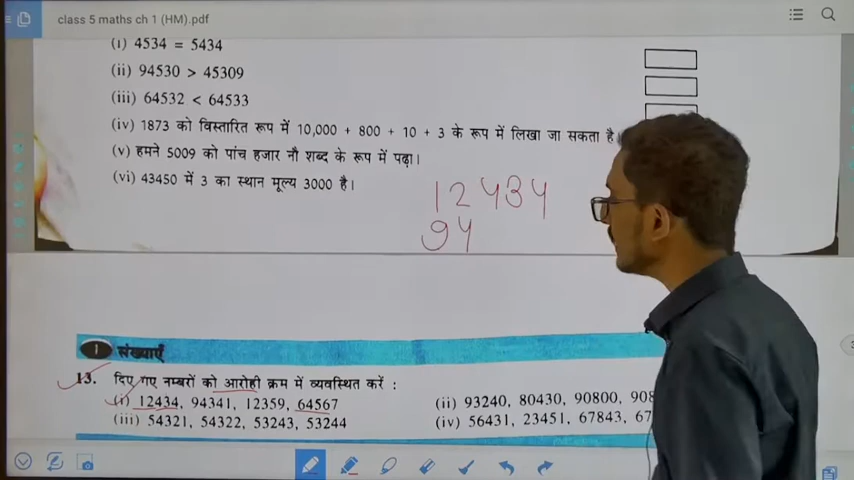 class 5 maths ch 1 (HM).pdf
(i) 4534 = 5434
(ii) 94530 > 45309
(iii) 64532 < 64533
(iv) 1873 को विस्तारित रूप में 10,000 + 800 + 10 + 3 के रूप में लिखा जा सकता है
(v) हमने 5009 को पांच हजार नौ शब्द के रूप में पढ़ा।
(vi) 43450 में 3 का स्थान मूल्य 3000 है।
12434
94
1 संख्याएँ
13. दिए गए नम्बरों को आरोही क्रम में व्यवस्थित करें :
(i) 12434, 94341, 12359, 64567 (ii) 93240, 80430, 90800, 908
(iii) 54321, 54322, 53243, 53244 (iv) 56431, 23451, 67843, 67